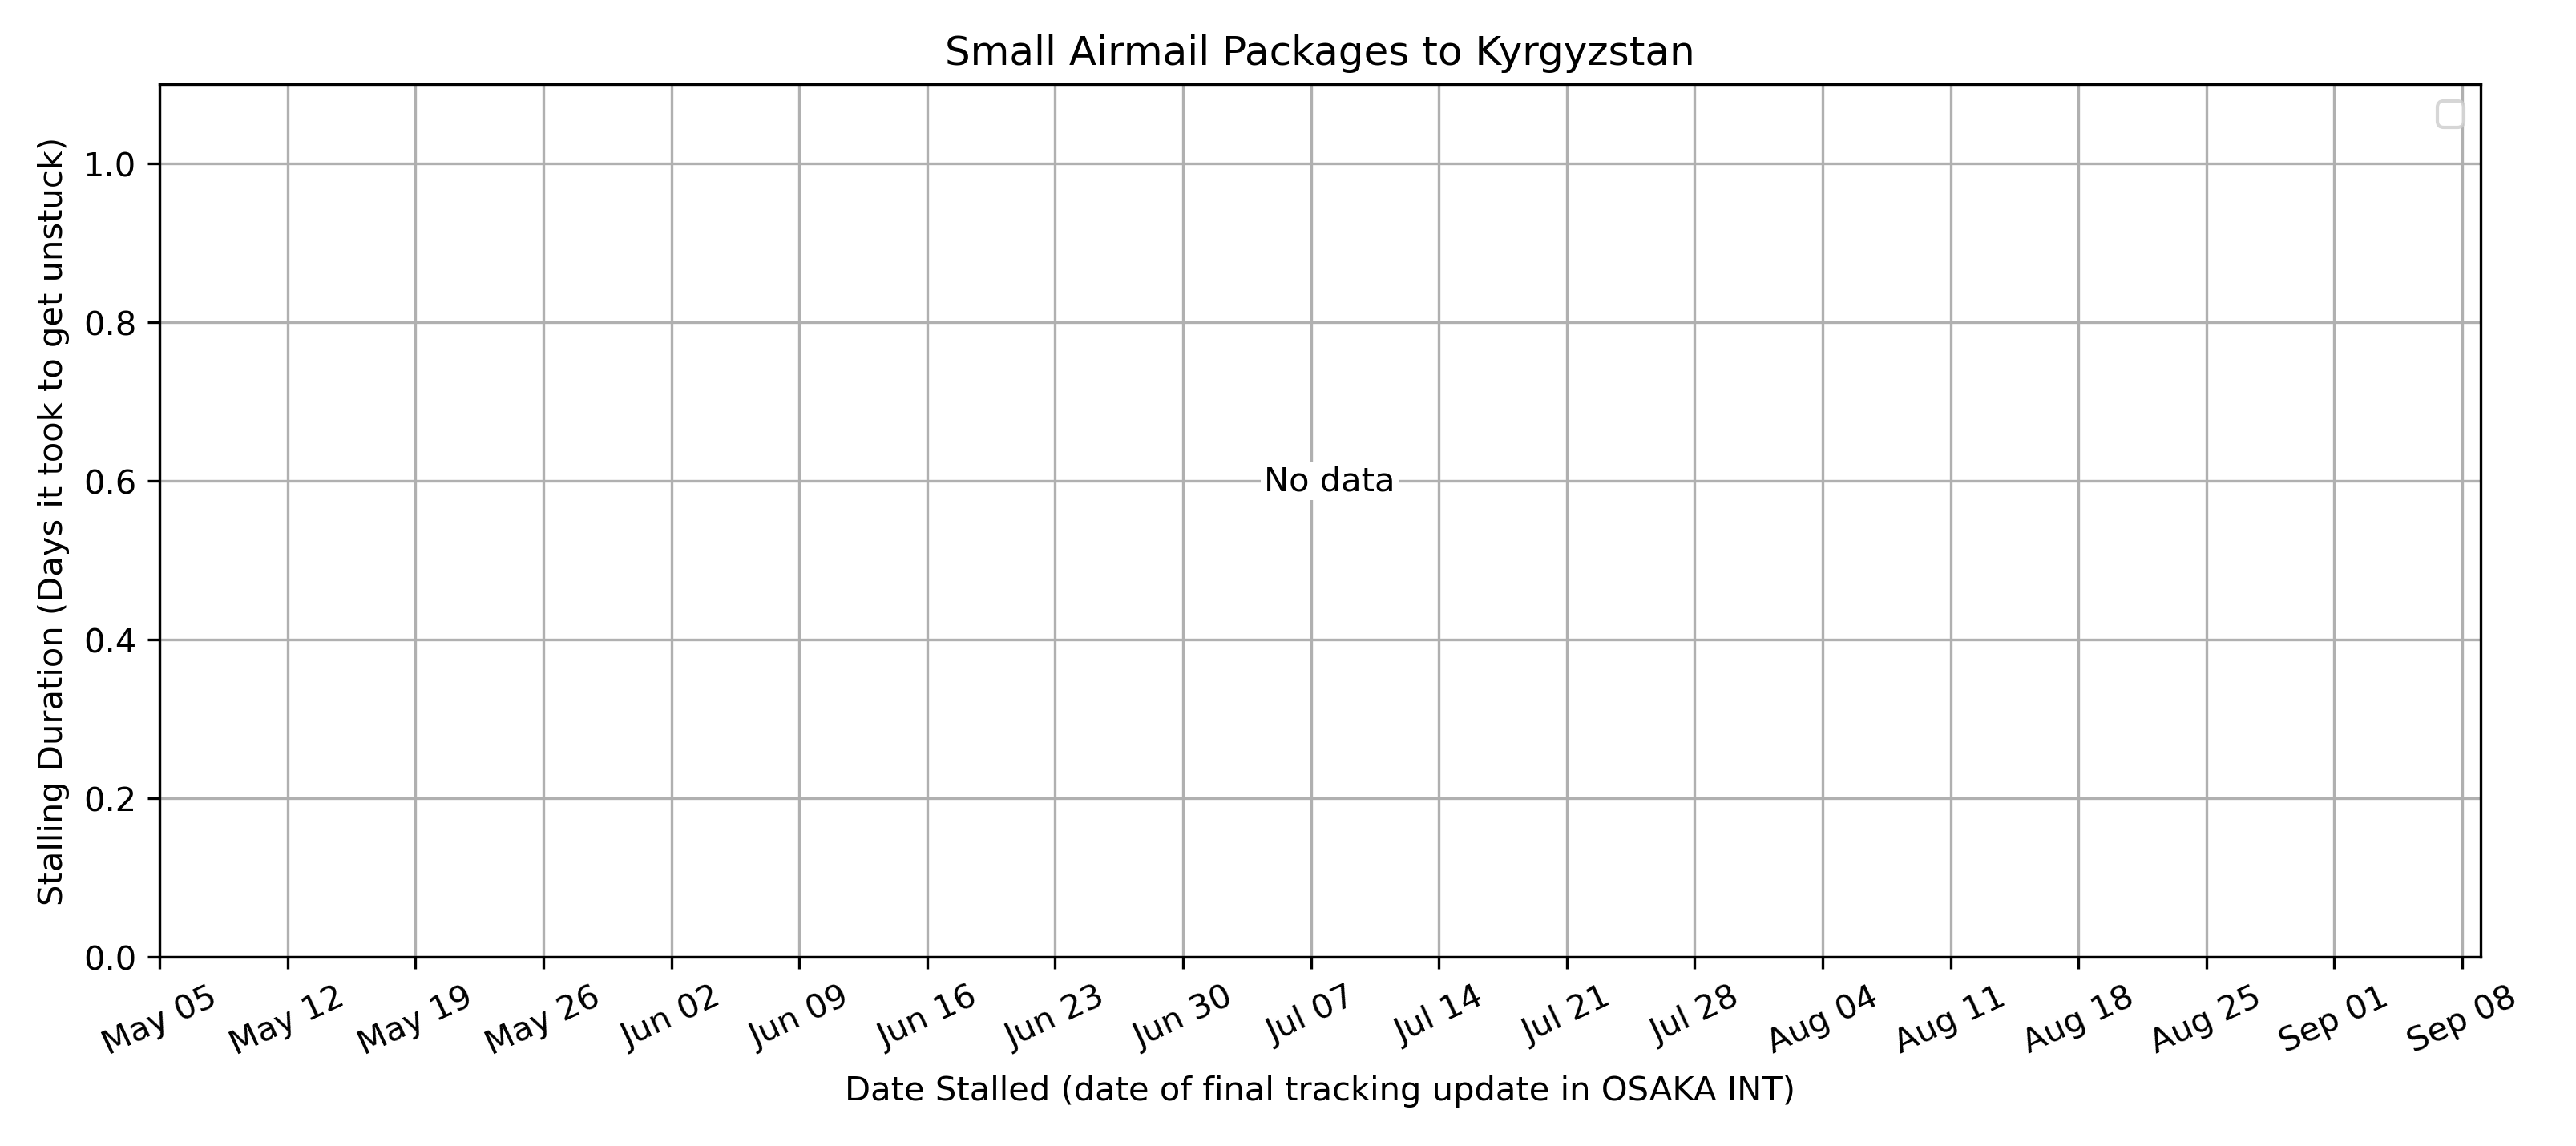 Small Airmail Packages to Kyrgyzstan
Stalling Duration (Days it took to get unstuck)
1.0
0.8
0.6
0.4
0.2
0.0
No data
May 05
May 12
May 19
May 26
Jun 02
Jun 09
Jun 16
Jun 23
Jun 30
Jul 07
Jul 14
Jul 21
Jul 28
Aug 04
Aug 11
Aug 18
Aug 25
Sep 01
Sep 08
Date Stalled (date of final tracking update in OSAKA INT)